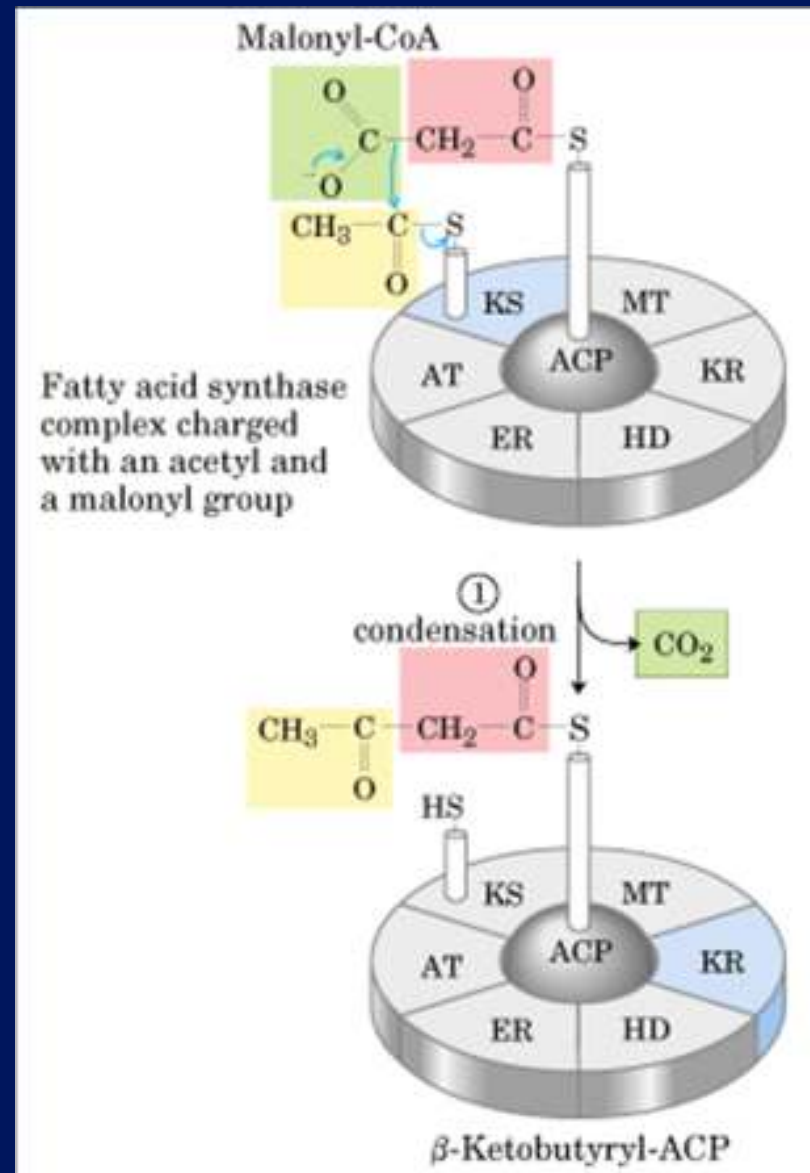 Malonyl-CoA
O
O
C CH2 C S
-O
CH3 C S
O
KS MT
AT ACP KR
ER HD
Fatty acid synthase
complex charged
with an acetyl and
a malonyl group
1
condensation
CO2
O
CH3 C CH2 C S
O
HS
KS MT
AT ACP KR
ER HD
β-Ketobutyryl-ACP